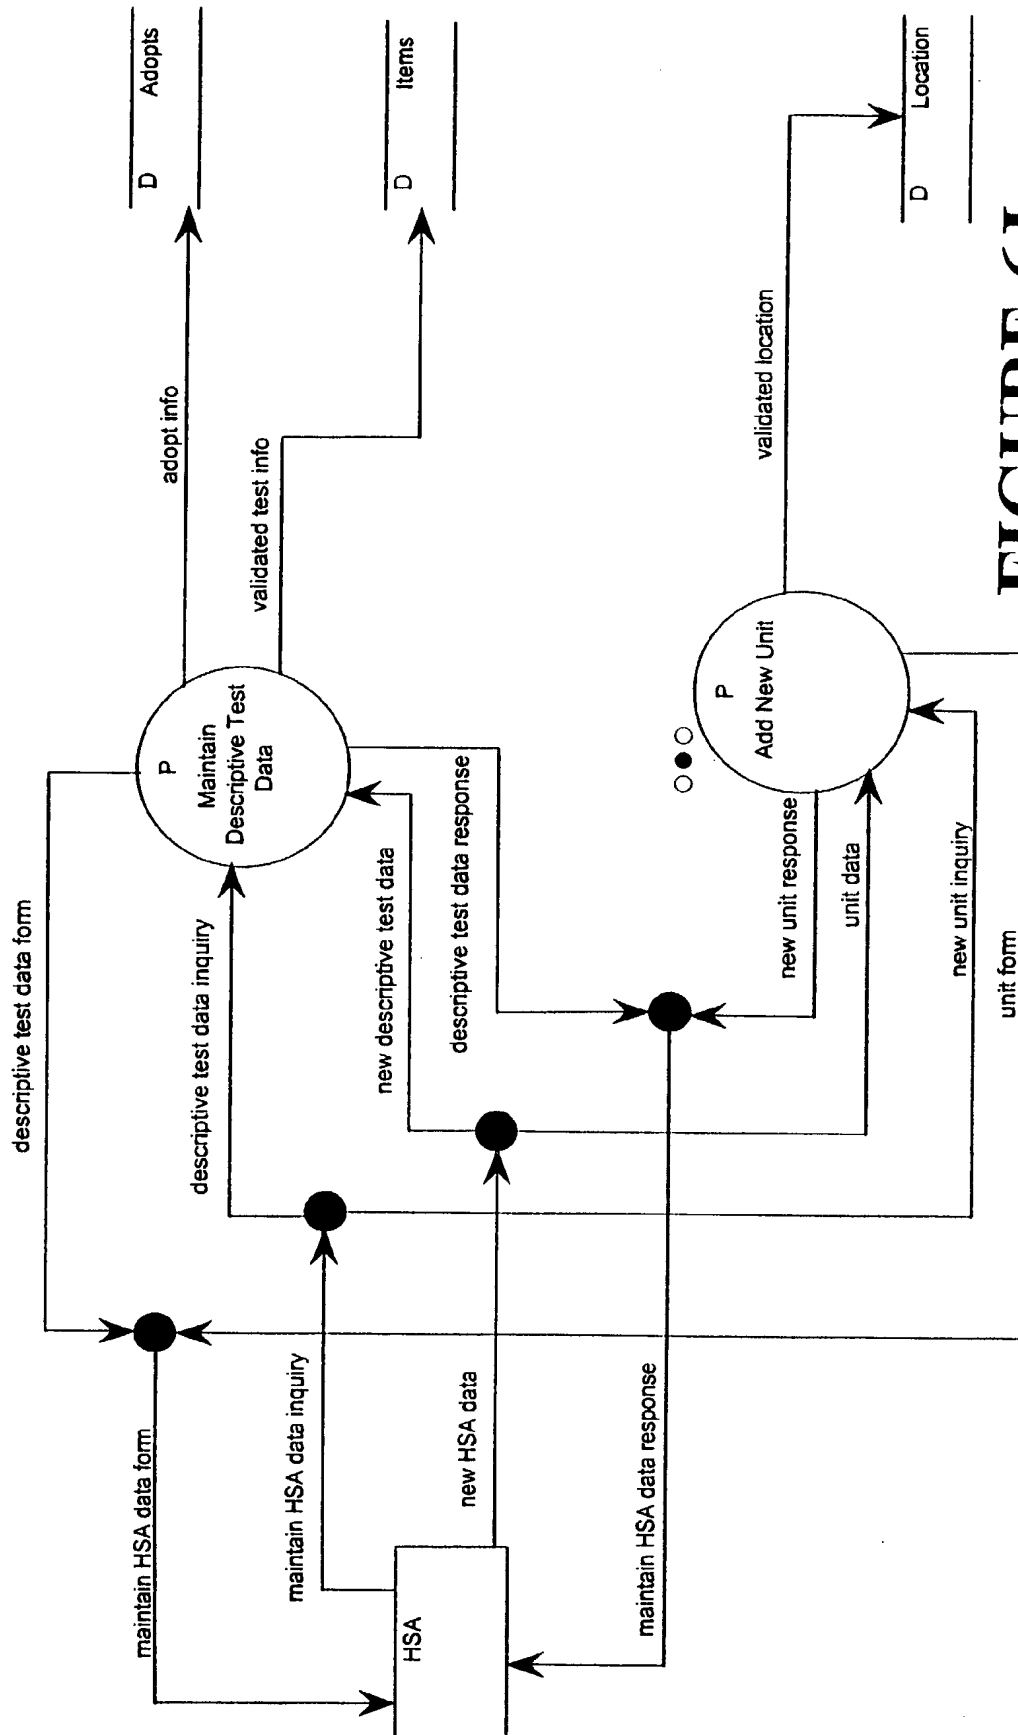 descriptive test data form
maintain HSA data form
descriptive test data inquiry
maintain HSA data inquiry
new descriptive test data
descriptive test data response
new HSA data
maintain HSA data response
HSA
P
Maintain
Descriptive Test
Data
adopt info
validated test info
D Adopts
D Items
P
Add New Unit
new unit response
unit data
new unit inquiry
unit form
validated location
D Location